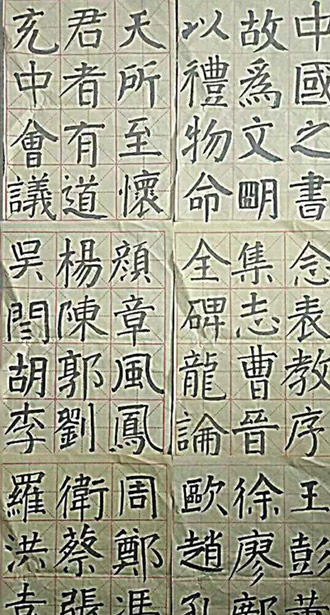 中國之書
故爲文明
以禮物命
天所至懷
君者有道
充中會議
念表教序
集志曹晉
全碑龍論
顏章風鳳
楊陳郭劉
吳閆胡李
王彭
徐廖
歐趙孔
周鄭馮
衛蔡張
羅洪